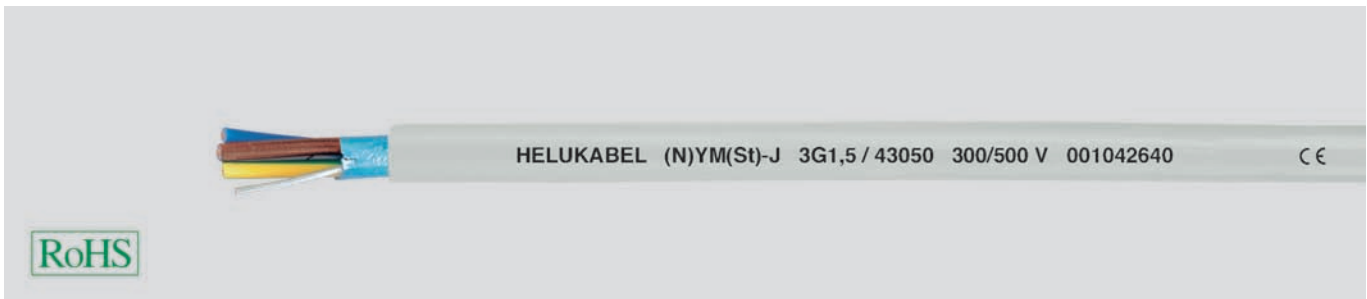 HELUKABEL (N)YM(St)-J 3G1,5 / 43050 300/500 V 001042640 CE
RoHS